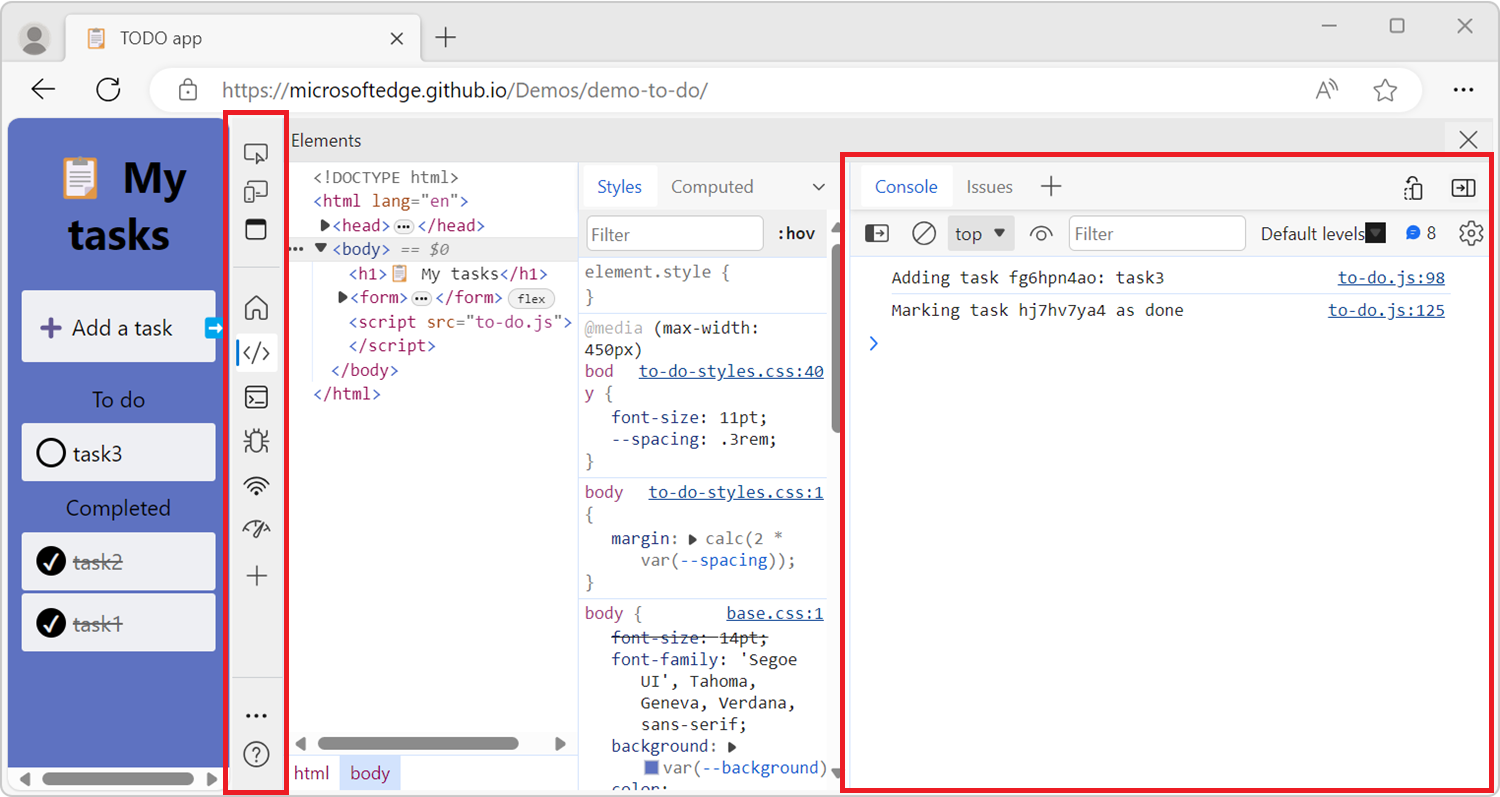 TODO app
https://microsoftedge.github.io/Demos/demo-to-do/
My
tasks
Add a task
To do
task3
Completed
task2
task1
Elements
<!DOCTYPE html>
<html lang="en">
<head> ••• </head>
••• <body> == $0
<h1>📋 My tasks</h1>
<form> ••• </form> flex
<script src="to-do.js">
</script>
</body>
</html>
html body
Styles Computed
Filter :hov
element.style {
}
@media (max-width:
450px)
bod to-do-styles.css:40
y {
font-size: 11pt;
--spacing: .3rem;
}
body to-do-styles.css:1
{
margin: ▶ calc(2 *
var(--spacing));
}
body { base.css:1
font-size: 14pt;
font-family: 'Segoe
UI', Tahoma,
Geneva, Verdana,
sans-serif;
background: ▶
var(--background)
color:
Console Issues
top Filter Default levels 8
Adding task fg6hpn4ao: task3 to-do.js:98
Marking task hj7hv7ya4 as done to-do.js:125